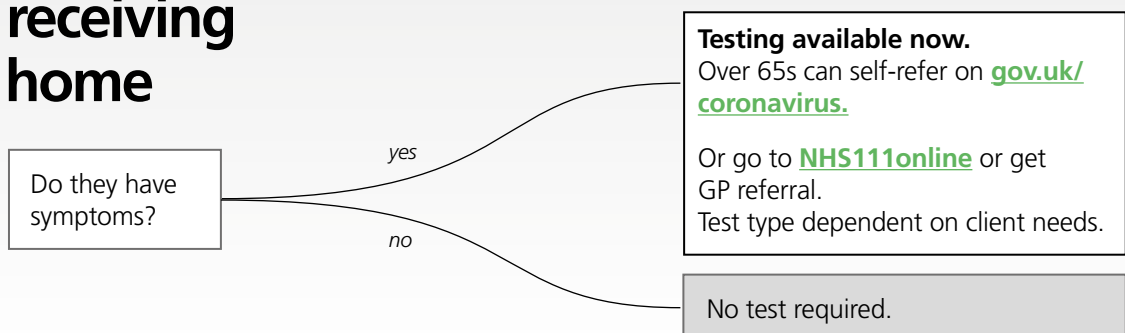 receiving
home
Do they have
symptoms?
yes
no
Testing available now.
Over 65s can self-refer on gov.uk/
coronavirus.
Or go to NHS111online or get
GP referral.
Test type dependent on client needs.
No test required.